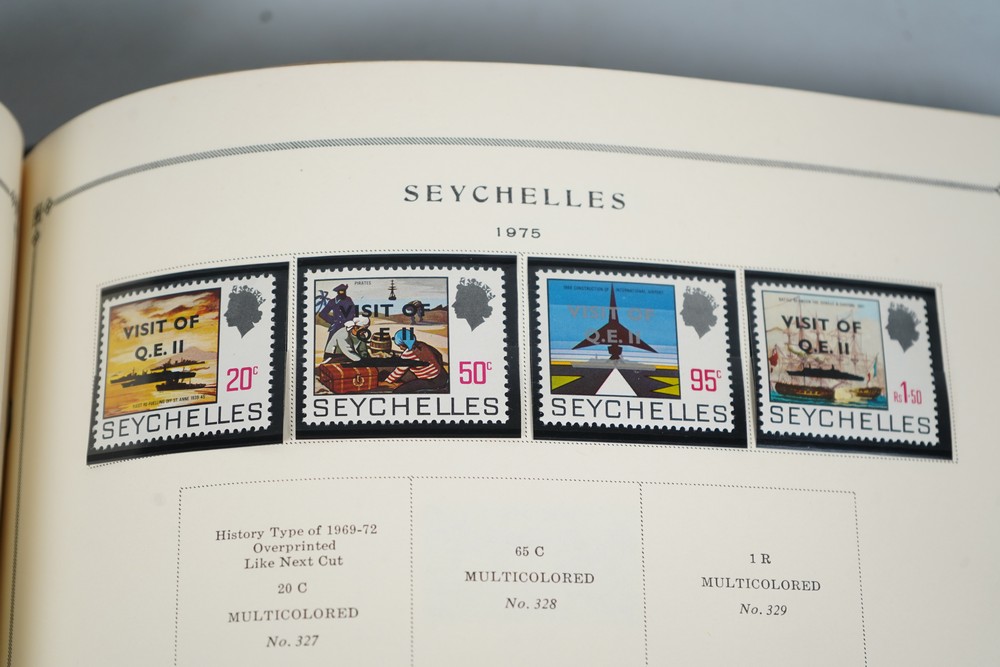 SEYCHELLES
1975
VISIT OF
Q.E. II
20c
SEYCHELLES
PIRATES
VISIT OF
Q.E. II
50c
SEYCHELLES
VISIT OF
Q.E. II
95c
SEYCHELLES
VISIT OF
Q.E. II
Rs 1·50
SEYCHELLES
History Type of 1969-72
Overprinted
Like Next Cut
20 C
MULTICOLORED
No. 327
65 C
MULTICOLORED
No. 328
1 R
MULTICOLORED
No. 329